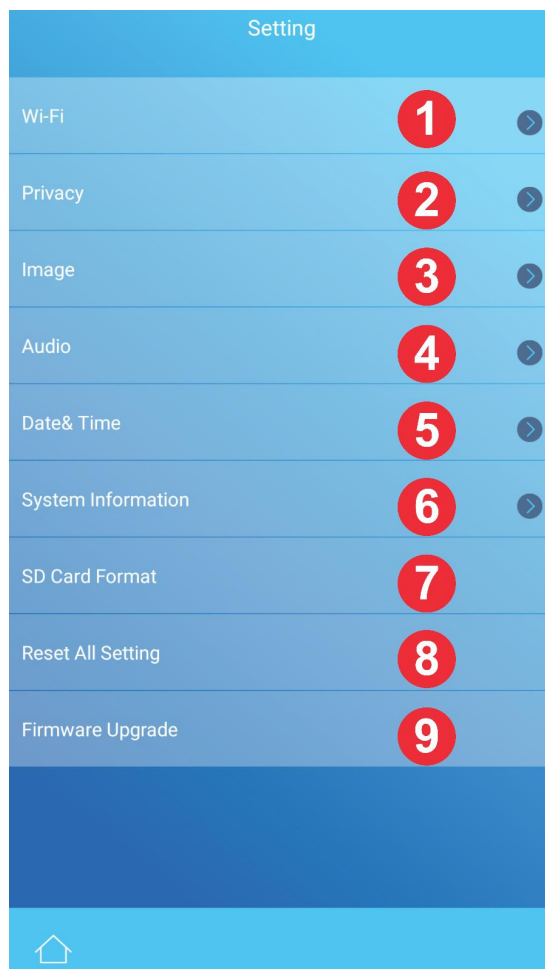 Setting
Wi-Fi 1
Privacy 2
Image 3
Audio 4
Date& Time 5
System Information 6
SD Card Format 7
Reset All Setting 8
Firmware Upgrade 9